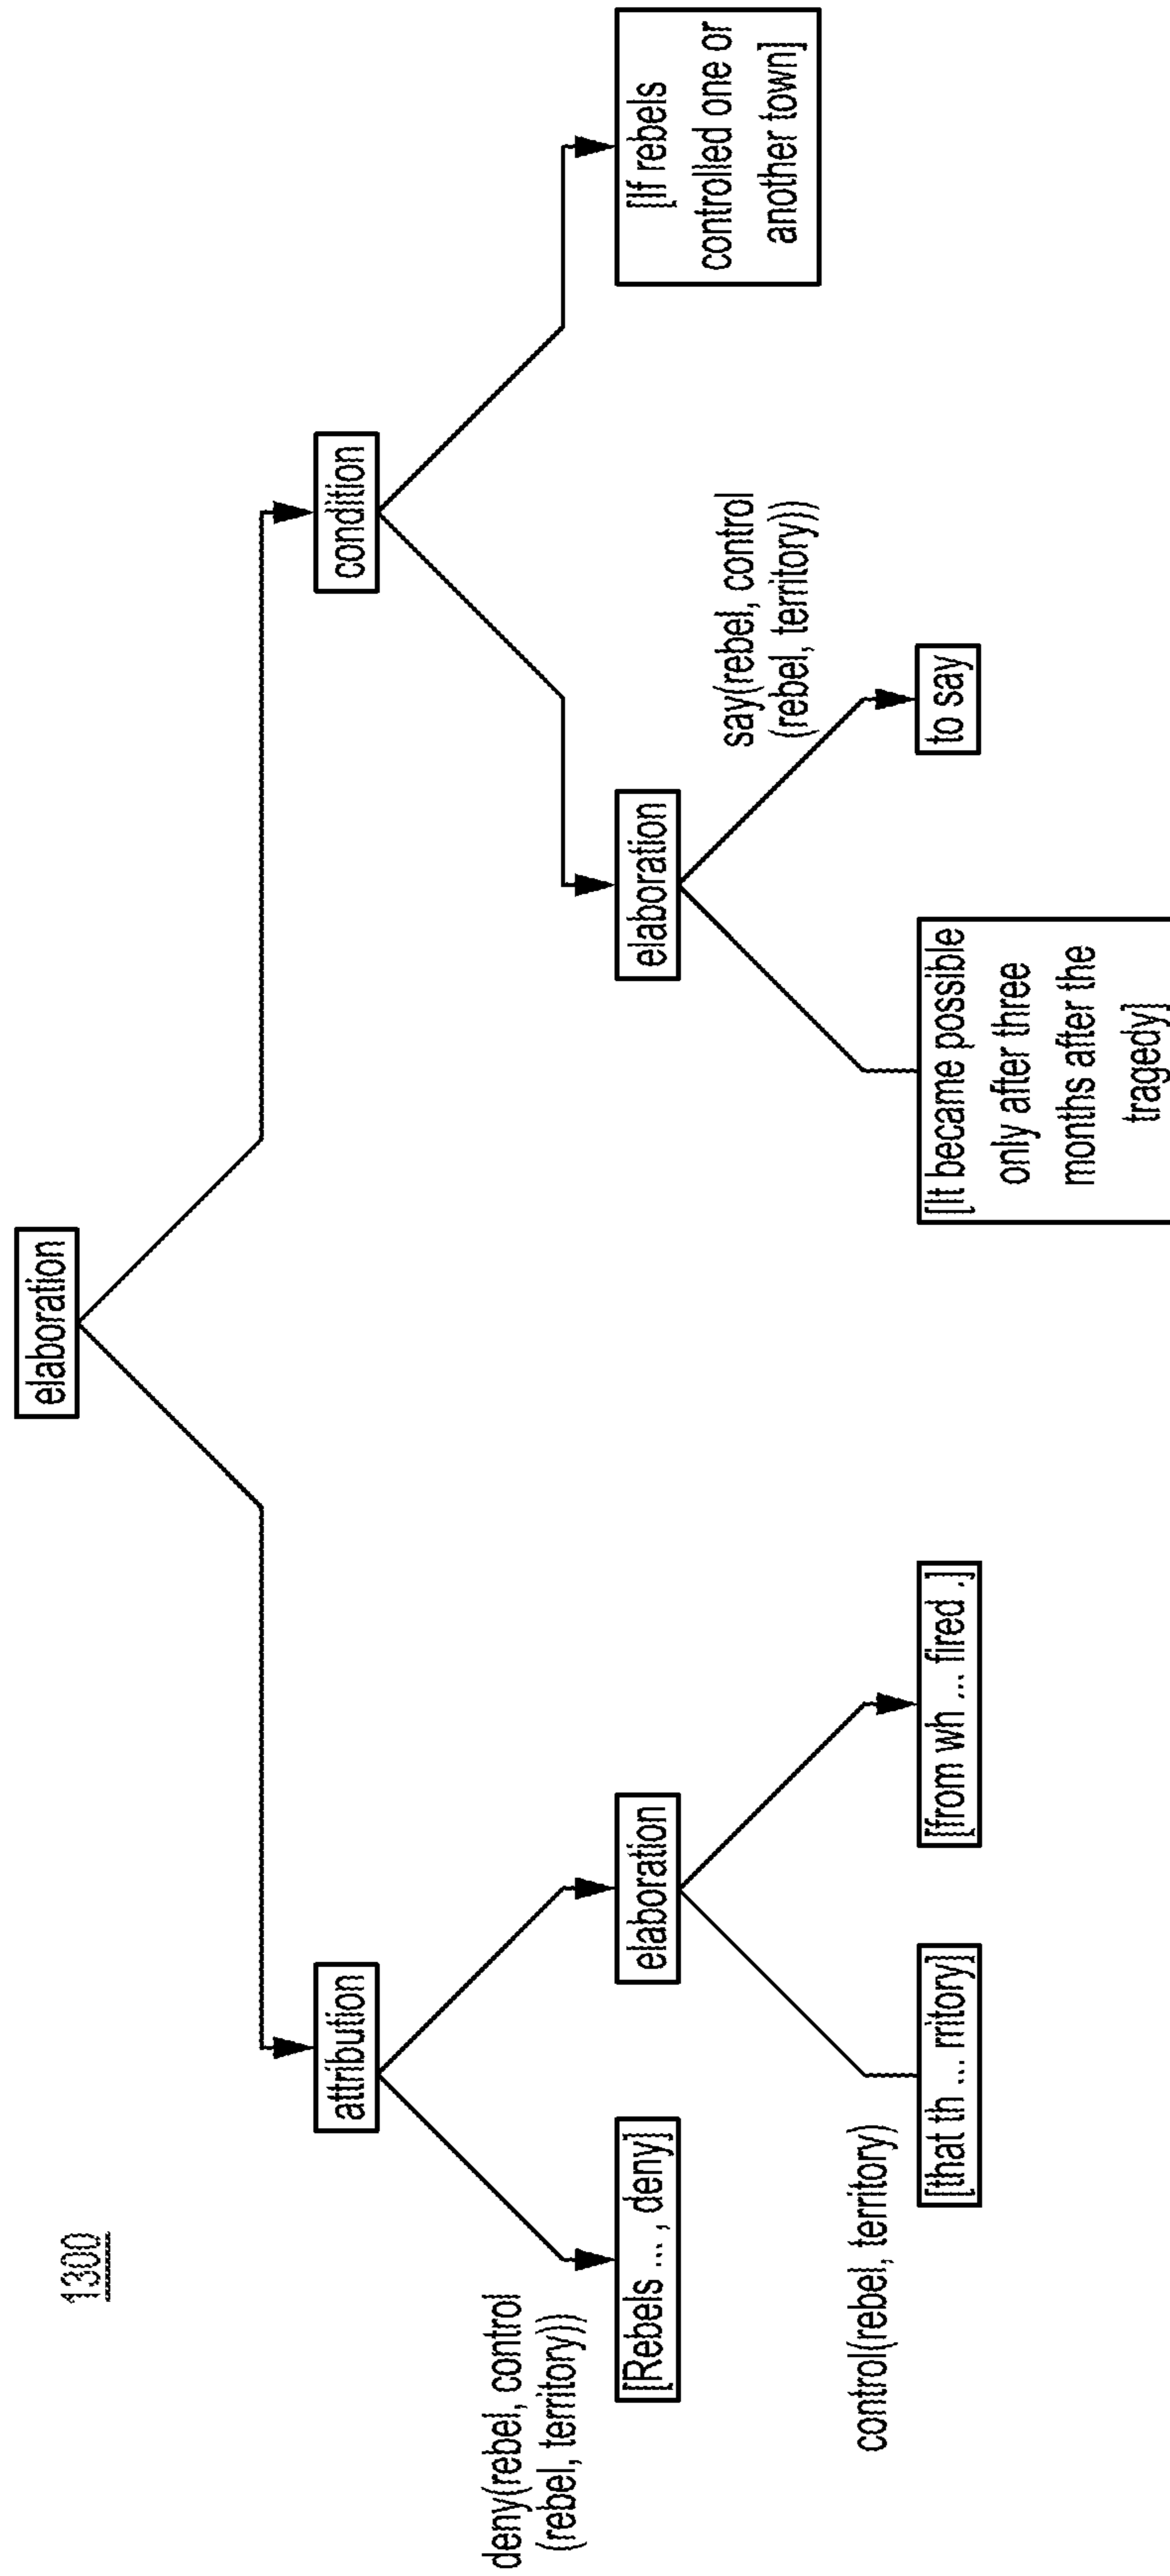 1300
elaboration
attribution
condition
deny(rebel, control
(rebel, territory))
[Rebels ... , deny]
elaboration
elaboration
say(rebel, control
(rebel, territory))
[If rebels
controlled one or
another town]
control(rebel, territory)
[that th ... rritory]
[from wh ... fired .]
[It became possible
only after three
months after the
tragedy]
to say